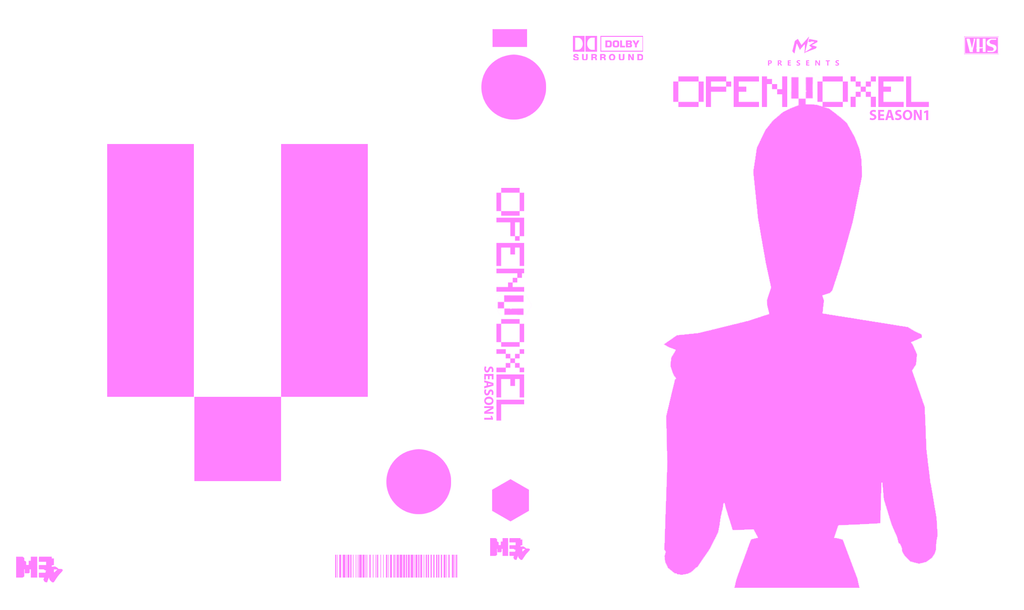 M3
OPENVOXEL
SEASON1
M3
DOLBY
SURROUND
M3
PRESENTS
OPENVOXEL
SEASON1
VHS